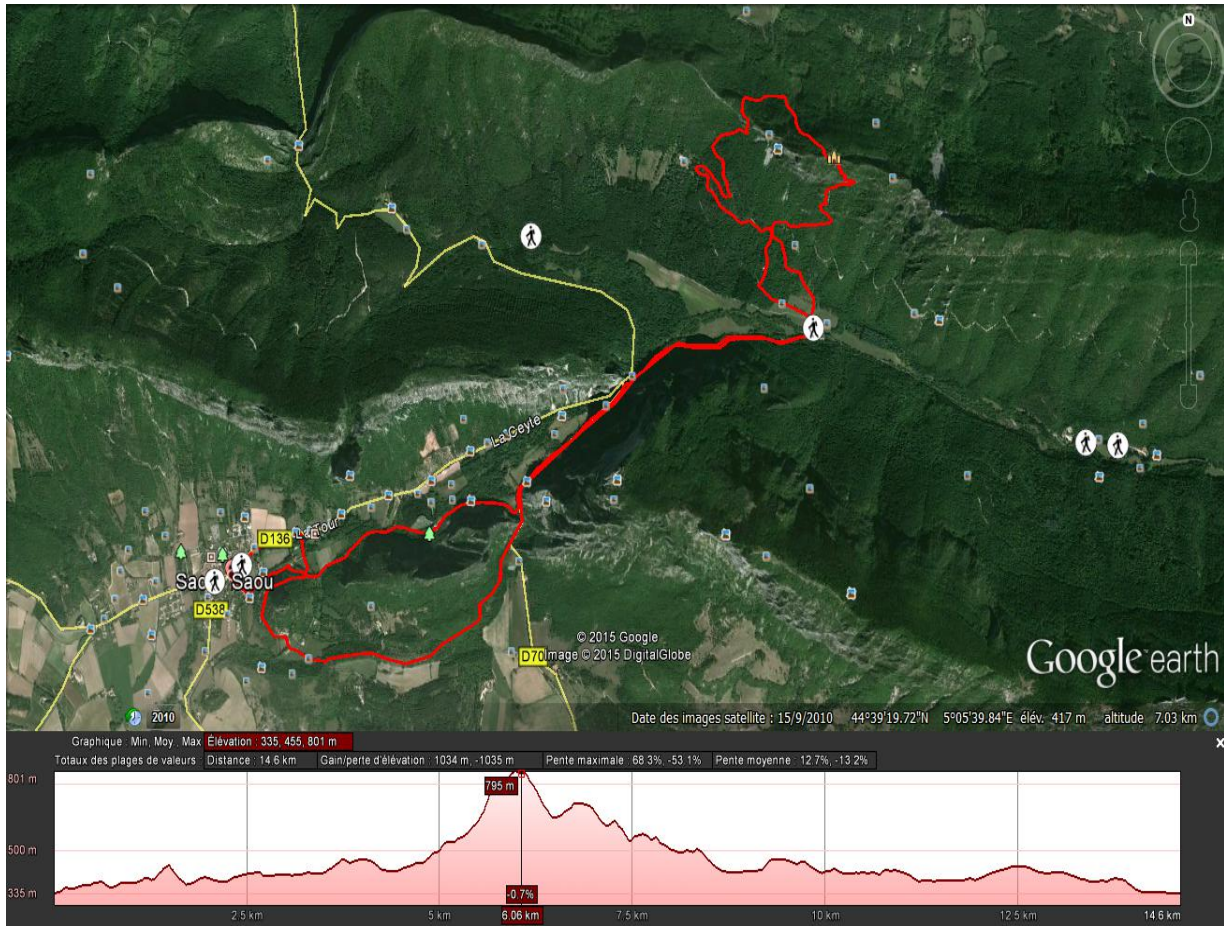 N
La Ceyte
La Tour
D136
Saou
D538
D70
© 2015 Google
Image © 2015 DigitalGlobe
Google earth
2010
Date des images satellite : 15/9/2010 44°39'19.72"N 5°05'39.84"E élév. 417 m altitude 7.03 km
Graphique : Min, Moy., Max Élévation : 335, 455, 801 m
Totaux des plages de valeurs Distance : 14.6 km Gain/perte d'élévation : 1034 m, -1035 m Pente maximale : 68.3%, -53.1% Pente moyenne : 12.7%, -13.2%
801 m
795 m
500 m
335 m
-0.7%
2.5 km 5 km 6.06 km 7.5 km 10 km 12.5 km 14.6 km